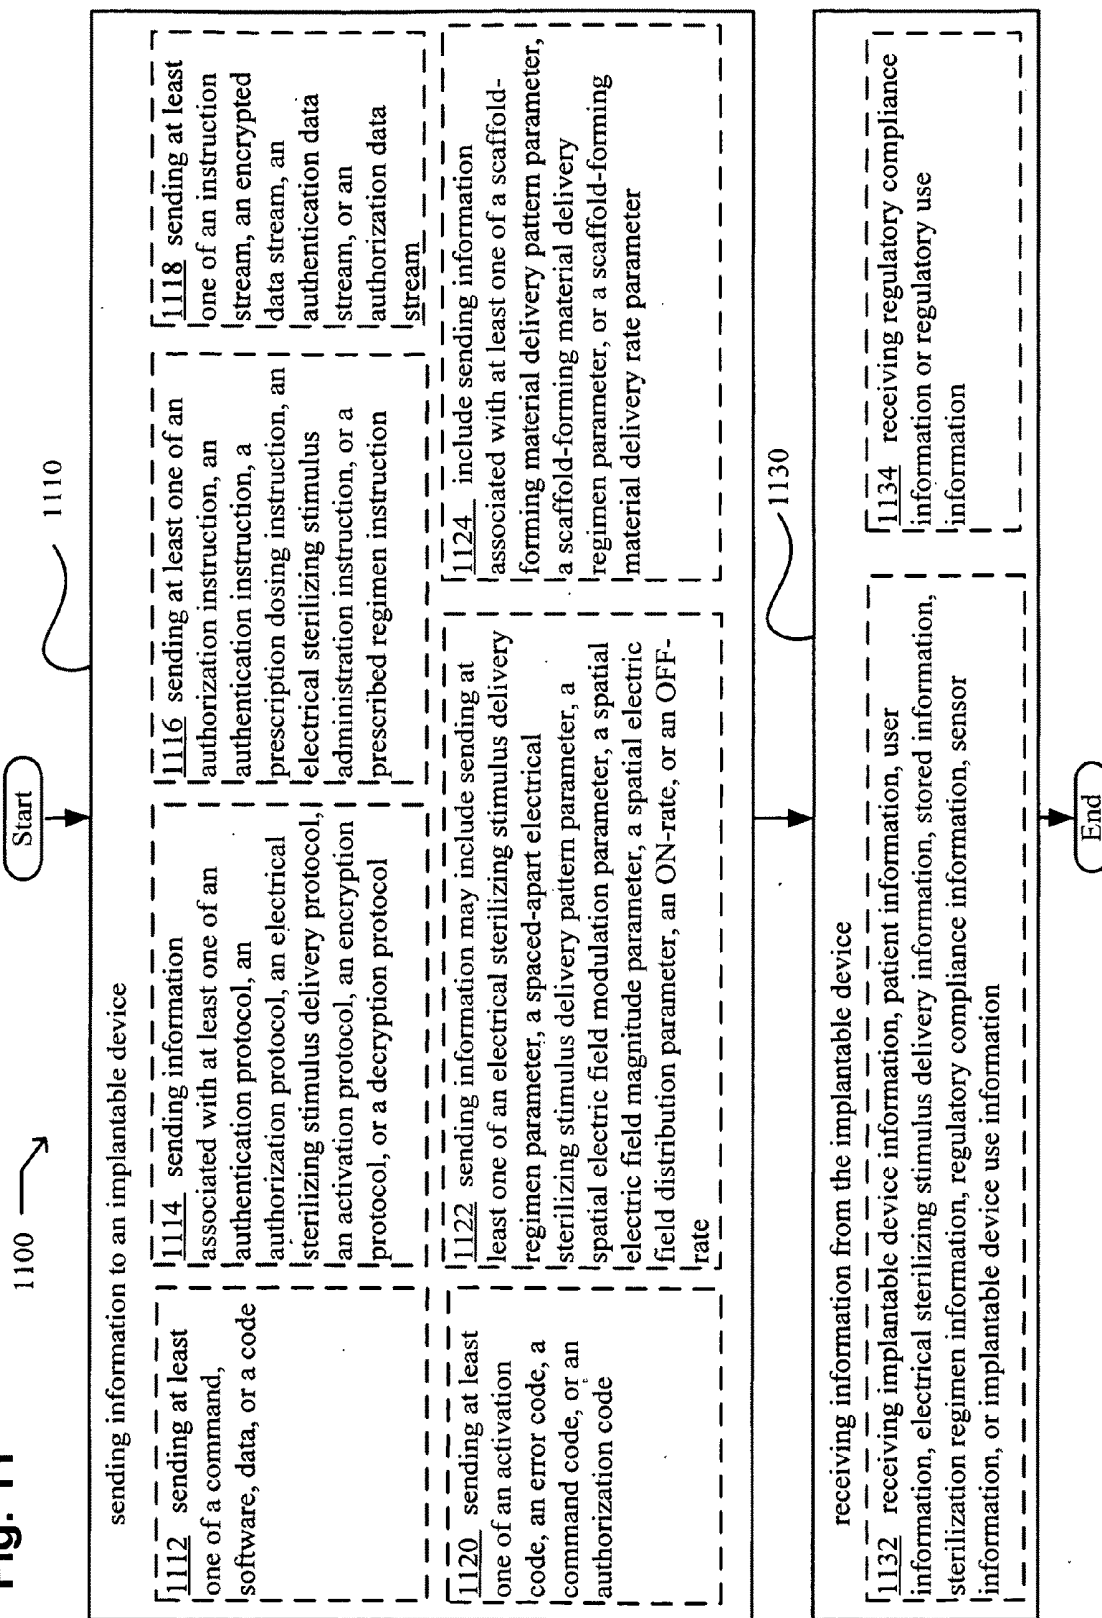 Fig. 11
1100
Start
1110
sending information to an implantable device
1112 sending at least
one of a command,
software, data, or a code
1114 sending information
associated with at least one of an
authentication protocol, an
authorization protocol, an electrical
sterilizing stimulus delivery protocol,
an activation protocol, an encryption
protocol, or a decryption protocol
1116 sending at least one of an
authorization instruction, an
authentication instruction, a
prescription dosing instruction, an
electrical sterilizing stimulus
administration instruction, or a
prescribed regimen instruction
1118 sending at least
one of an instruction
stream, an encrypted
data stream, an
authentication data
stream, or an
authorization data
stream
1120 sending at least
one of an activation
code, an error code, a
command code, or an
authorization code
1122 sending information may include sending at
least one of an electrical sterilizing stimulus delivery
regimen parameter, a spaced-apart electrical
sterilizing stimulus delivery pattern parameter, a
spatial electric field modulation parameter, a spatial
electric field magnitude parameter, a spatial electric
field distribution parameter, an ON-rate, or an OFF-
rate
1124 include sending information
associated with at least one of a scaffold-
forming material delivery pattern parameter,
a scaffold-forming material delivery
regimen parameter, or a scaffold-forming
material delivery rate parameter
1130
receiving information from the implantable device
1132 receiving implantable device information, patient information, user
information, electrical sterilizing stimulus delivery information, stored information,
sterilization regimen information, regulatory compliance information, sensor
information, or implantable device use information
1134 receiving regulatory compliance
information or regulatory use
information
End